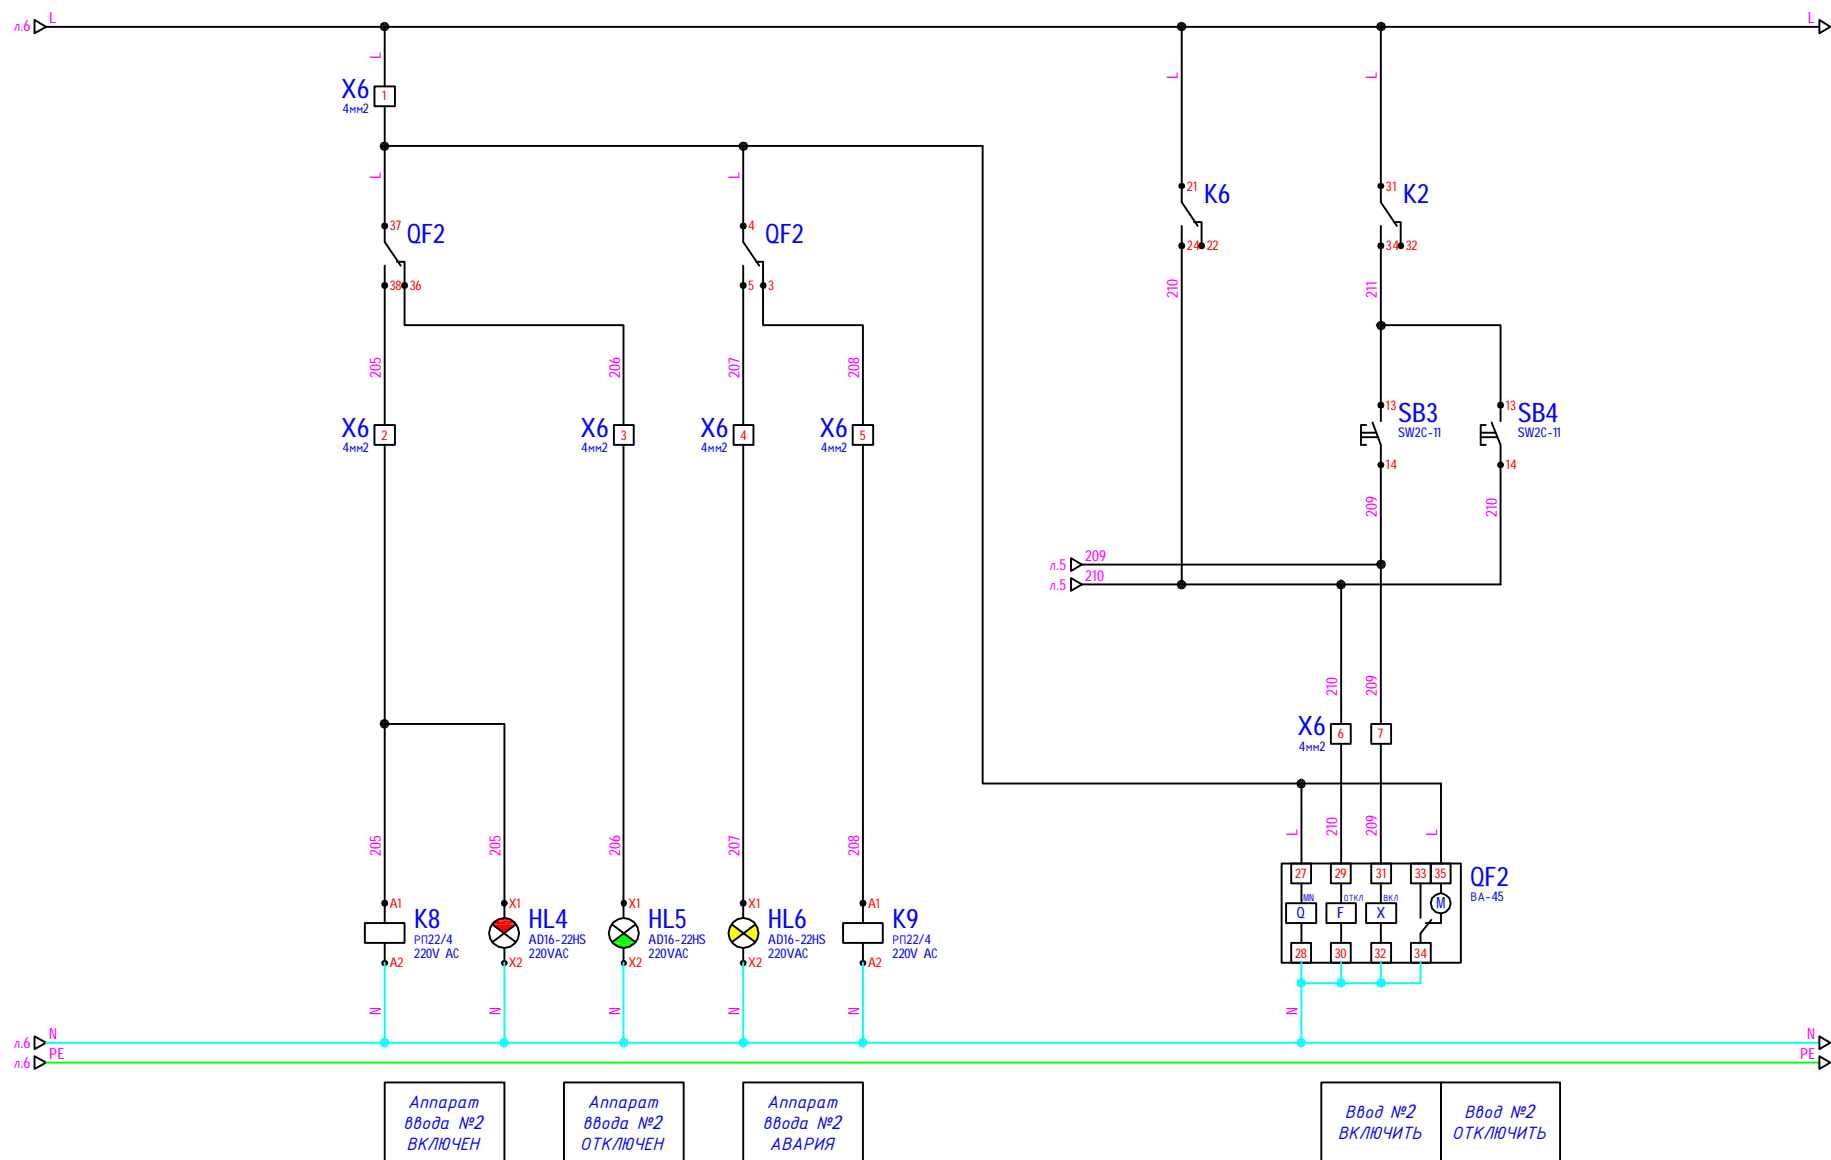 л.6
L
L
L
L
L
X6
4мм2
1
L
L
21
K6
31
K2
37
QF2
4
QF2
24
22
34
32
38
36
5
3
210
211
205
206
207
208
X6
4мм2
2
X6
4мм2
3
X6
4мм2
4
X6
4мм2
5
13
SB3
SW2C-11
14
13
SB4
SW2C-11
14
209
210
л.5
209
л.5
210
210
209
X6
4мм2
6
7
205
205
206
207
208
L
210
209
L
27
29
31
33
35
QF2
BA-45
MN
ОТКЛ
ВКЛ
Q
F
X
M
28
30
32
34
A1
K8
РП22/4
220V AC
A2
X1
HL4
AD16-22HS
220VAC
X2
X1
HL5
AD16-22HS
220VAC
X2
X1
HL6
AD16-22HS
220VAC
X2
A1
K9
РП22/4
220V AC
A2
N
N
N
N
N
N
л.6
N
N
л.6
PE
PE
Аппарат
ввода №2
ВКЛЮЧЕН
Аппарат
ввода №2
ОТКЛЮЧЕН
Аппарат
ввода №2
АВАРИЯ
Ввод №2
ВКЛЮЧИТЬ
Ввод №2
ОТКЛЮЧИТЬ